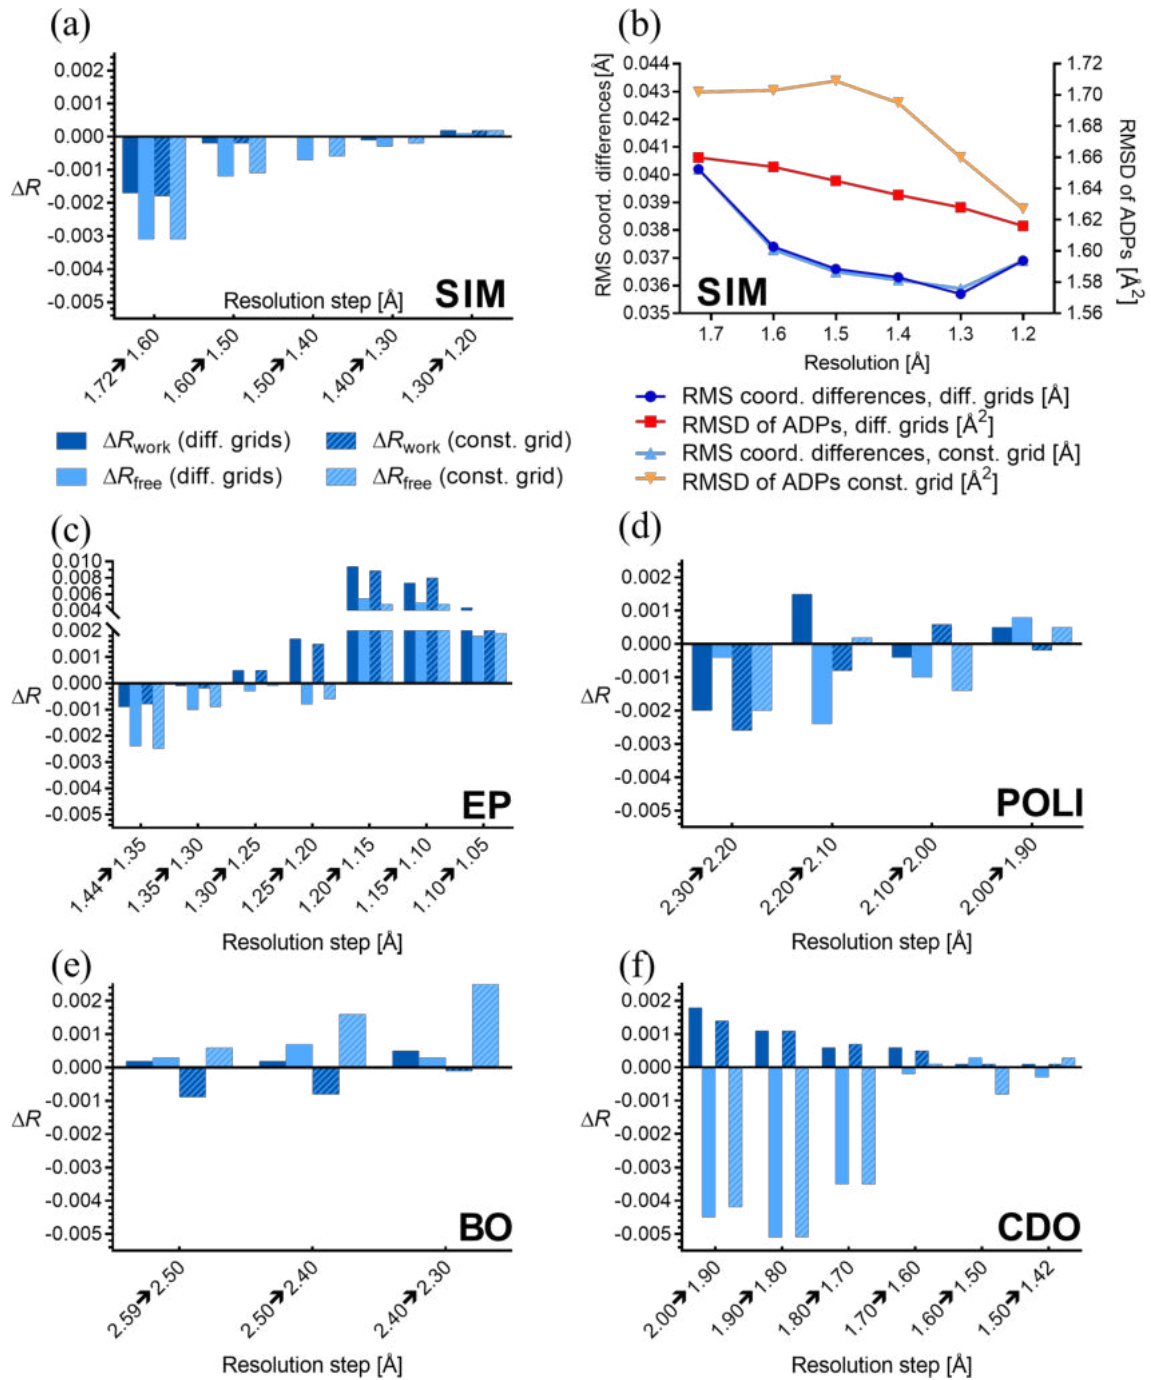 (a)
0.002
0.001
0.000
-0.001
-0.002
-0.003
-0.004
-0.005
ΔR
Resolution step [Å]
SIM
1.72➔1.60
1.60➔1.50
1.50➔1.40
1.40➔1.30
1.30➔1.20
ΔRwork (diff. grids)
ΔRwork (const. grid)
ΔRfree (diff. grids)
ΔRfree (const. grid)
(b)
RMS coord. differences[Å]
0.044
0.043
0.042
0.041
0.040
0.039
0.038
0.037
0.036
0.035
1.72
1.70
1.68
1.66
1.64
1.62
1.60
1.58
1.56
RMSD of ADPs [Å²]
SIM
1.7
1.6
1.5
1.4
1.3
1.2
Resolution [Å]
RMS coord. differences, diff. grids [Å]
RMSD of ADPs, diff. grids [Å²]
RMS coord. differences, const. grid [Å]
RMSD of ADPs const. grid [Å²]
(c)
0.010
0.008
0.006
0.004
0.002
0.001
0.000
-0.001
-0.002
-0.003
-0.004
-0.005
ΔR
EP
1.44➔1.35
1.35➔1.30
1.30➔1.25
1.25➔1.20
1.20➔1.15
1.15➔1.10
1.10➔1.05
Resolution step [Å]
(d)
0.002
0.001
0.000
-0.001
-0.002
-0.003
-0.004
-0.005
ΔR
POLI
2.30➔2.20
2.20➔2.10
2.10➔2.00
2.00➔1.90
Resolution step [Å]
(e)
0.002
0.001
0.000
-0.001
-0.002
-0.003
-0.004
-0.005
ΔR
BO
2.59➔2.50
2.50➔2.40
2.40➔2.30
Resolution step [Å]
(f)
0.002
0.001
0.000
-0.001
-0.002
-0.003
-0.004
-0.005
ΔR
CDO
2.00➔1.90
1.90➔1.80
1.80➔1.70
1.70➔1.60
1.60➔1.50
1.50➔1.42
Resolution step [Å]